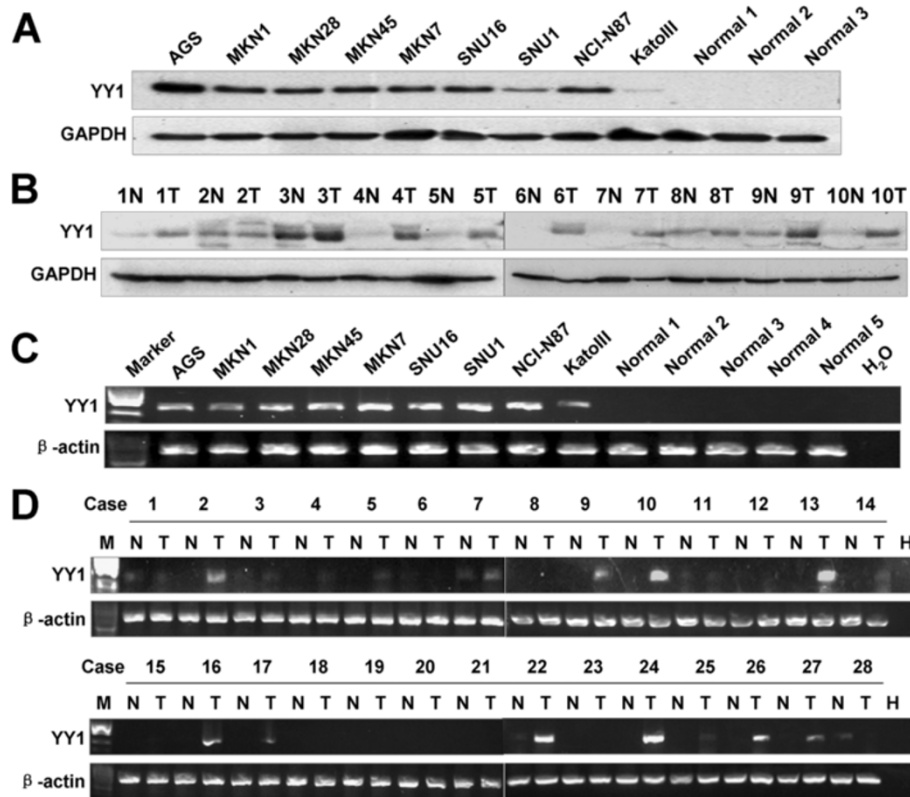 A
AGS MKN1 MKN28 MKN45 MKN7 SNU16 SNU1 NCI-N87 KatoIII Normal 1 Normal 2 Normal 3
YY1
GAPDH
B
1N 1T 2N 2T 3N 3T 4N 4T 5N 5T 6N 6T 7N 7T 8N 8T 9N 9T 10N 10T
YY1
GAPDH
C
Marker AGS MKN1 MKN28 MKN45 MKN7 SNU16 SNU1 NCI-N87 KatoIII Normal 1 Normal 2 Normal 3 Normal 4 Normal 5 H₂O
YY1
β-actin
D
Case 1 2 3 4 5 6 7 8 9 10 11 12 13 14
M N T N T N T N T N T N T N T N T N T N T N T N T N T N T H
YY1
β-actin
Case 15 16 17 18 19 20 21 22 23 24 25 26 27 28
M N T N T N T N T N T N T N T N T N T N T N T N T N T N T H
YY1
β-actin